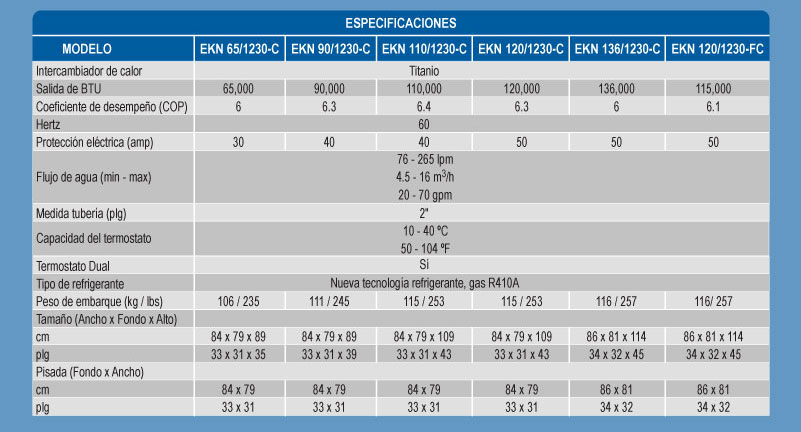 ESPECIFICACIONES
MODELO EKN 65/1230-C EKN 90/1230-C EKN 110/1230-C EKN 120/1230-C EKN 136/1230-C EKN 120/1230-FC
Intercambiador de calor Titanio
Salida de BTU 65,000 90,000 110,000 120,000 136,000 115,000
Coeficiente de desempeño (COP) 6 6.3 6.4 6.3 6 6.1
Hertz 60
Protección eléctrica (amp) 30 40 40 50 50 50
Flujo de agua (min - max) 76 - 265 lpm
4.5 - 16 m³/h
20 - 70 gpm
Medida tubería (plg) 2"
Capacidad del termostato 10 - 40 ºC
50 - 104 ºF
Termostato Dual Si
Tipo de refrigerante Nueva tecnología refrigerante, gas R410A
Peso de embarque (kg / lbs) 106 / 235 111 / 245 115 / 253 115 / 253 116 / 257 116/ 257
Tamaño (Ancho x Fondo x Alto)
cm 84 x 79 x 89 84 x 79 x 89 84 x 79 x 109 84 x 79 x 109 86 x 81 x 114 86 x 81 x 114
plg 33 x 31 x 35 33 x 31 x 39 33 x 31 x 43 33 x 31 x 43 34 x 32 x 45 34 x 32 x 45
Pisada (Fondo x Ancho)
cm 84 x 79 84 x 79 84 x 79 84 x 79 86 x 81 86 x 81
plg 33 x 31 33 x 31 33 x 31 33 x 31 34 x 32 34 x 32